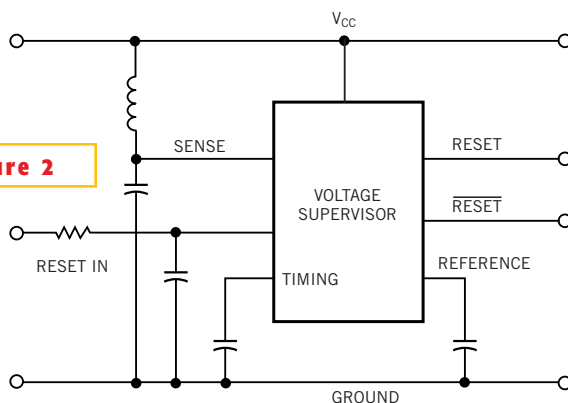 VCC
SENSE
RESET
ure 2
VOLTAGE
SUPERVISOR
RESET
RESET IN
TIMING
REFERENCE
GROUND